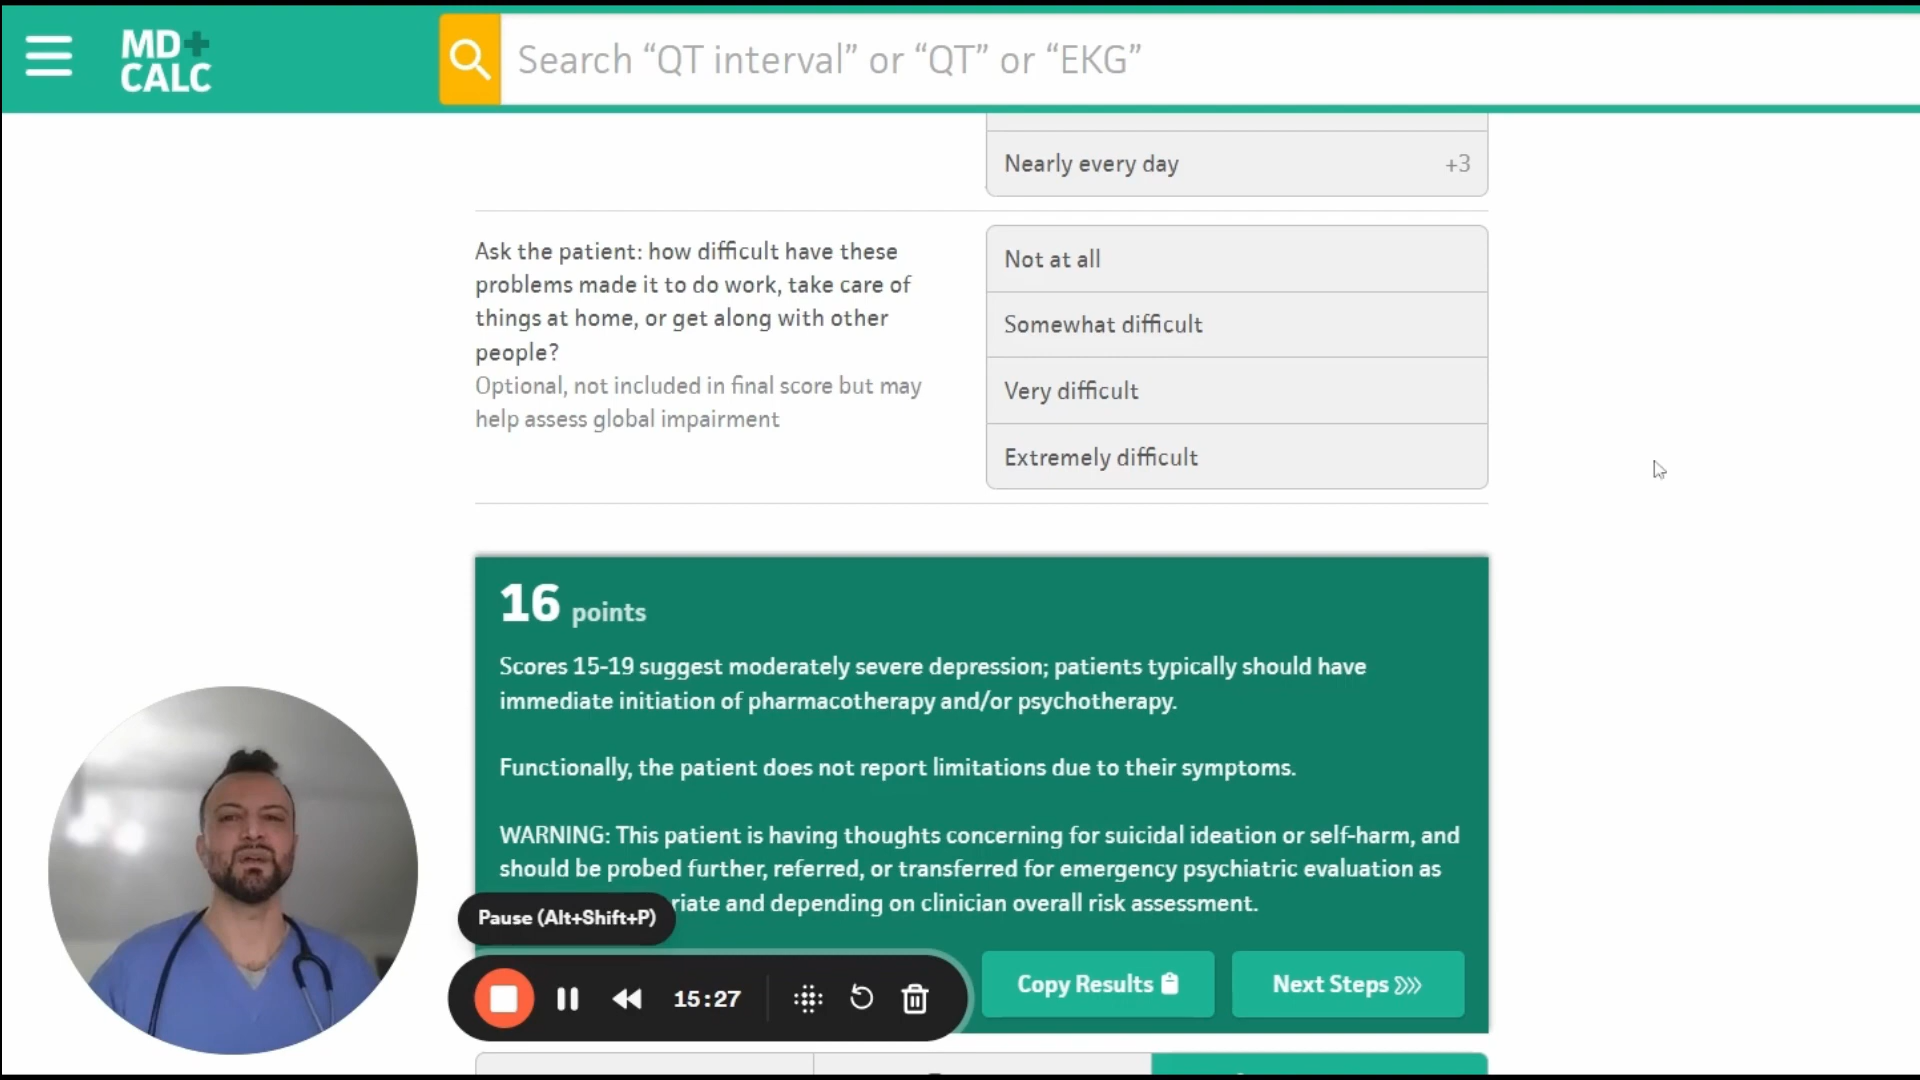 MD+
CALC
Search “QT interval” or “QT” or “EKG”
Nearly every day +3
Ask the patient: how difficult have these
problems made it to do work, take care of
things at home, or get along with other
people?
Optional, not included in final score but may
help assess global impairment
Not at all
Somewhat difficult
Very difficult
Extremely difficult
16 points
Scores 15-19 suggest moderately severe depression; patients typically should have
immediate initiation of pharmacotherapy and/or psychotherapy.
Functionally, the patient does not report limitations due to their symptoms.
WARNING: This patient is having thoughts concerning for suicidal ideation or self-harm, and
should be probed further, referred, or transferred for emergency psychiatric evaluation as
riate and depending on clinician overall risk assessment.
Pause (Alt+Shift+P)
15:27
Copy Results
Next Steps